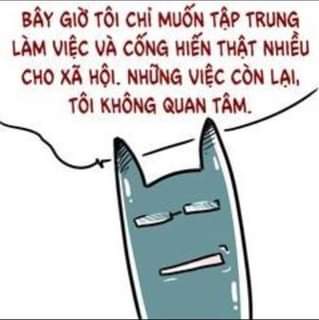 BÂY GIỜ TÔI CHỈ MUỐN TẬP TRUNG
LÀM VIỆC VÀ CỐNG HIẾN THẬT NHIỀU
CHO XÃ HỘI. NHỮNG VIỆC CÒN LẠI,
TÔI KHÔNG QUAN TÂM.